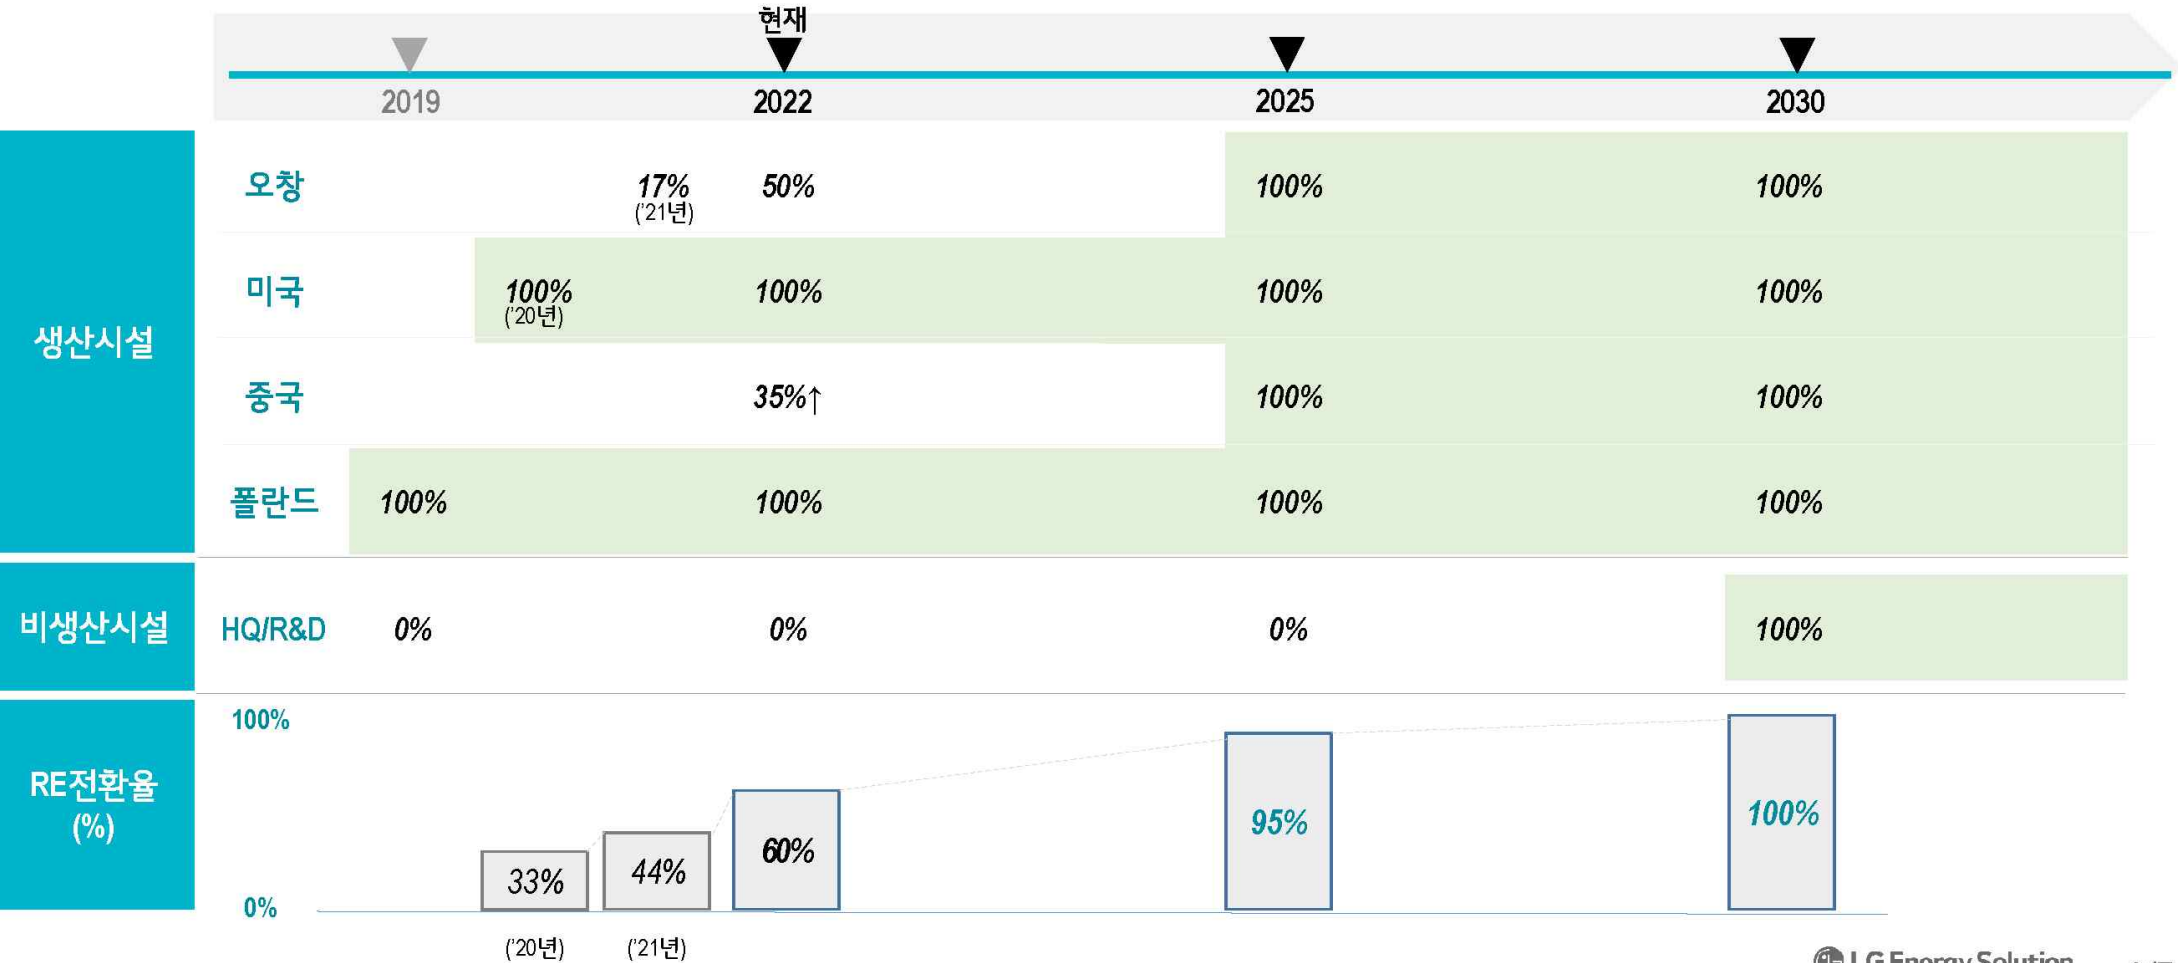 현재
2019 2022 2025 2030
생산시설
오창 17% 50% 100% 100%
('21년)
미국 100% 100% 100% 100%
('20년)
중국 35%↑ 100% 100%
폴란드 100% 100% 100% 100%
비생산시설
HQ/R&D 0% 0% 0% 100%
RE전환율
(%)
100%
33% 44% 60% 95% 100%
0%
('20년) ('21년)
LG Energy Solution